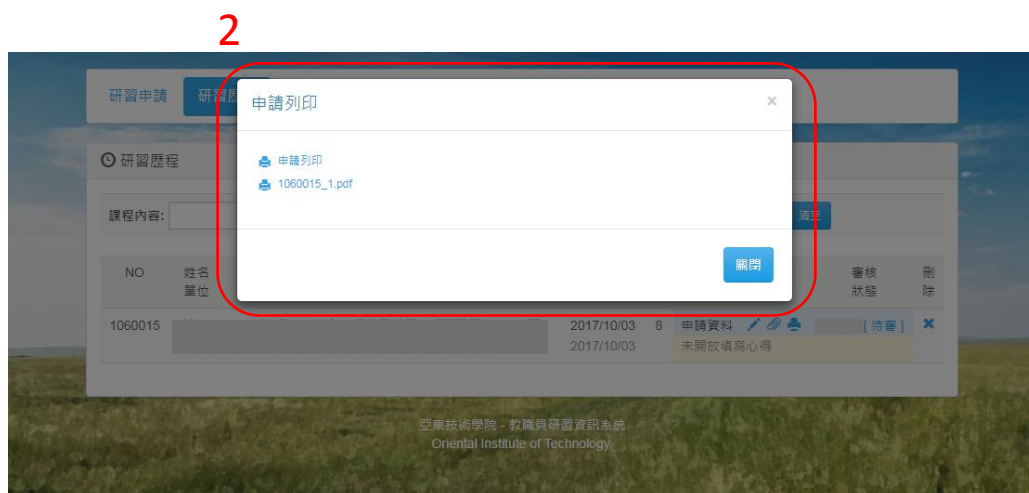 2
研習申請 研習歷
申請列印 ×
申請列印
1060015_1.pdf
關閉
研習歷程
課程內容: 清空
NO 姓名 審核 刪
單位 狀態 除
1060015 2017/10/03 8 申請資料 [ 待審 ]
2017/10/03 未開放填寫心得
亞東技術學院 - 教職員研習資訊系統
Oriental Institute of Technology